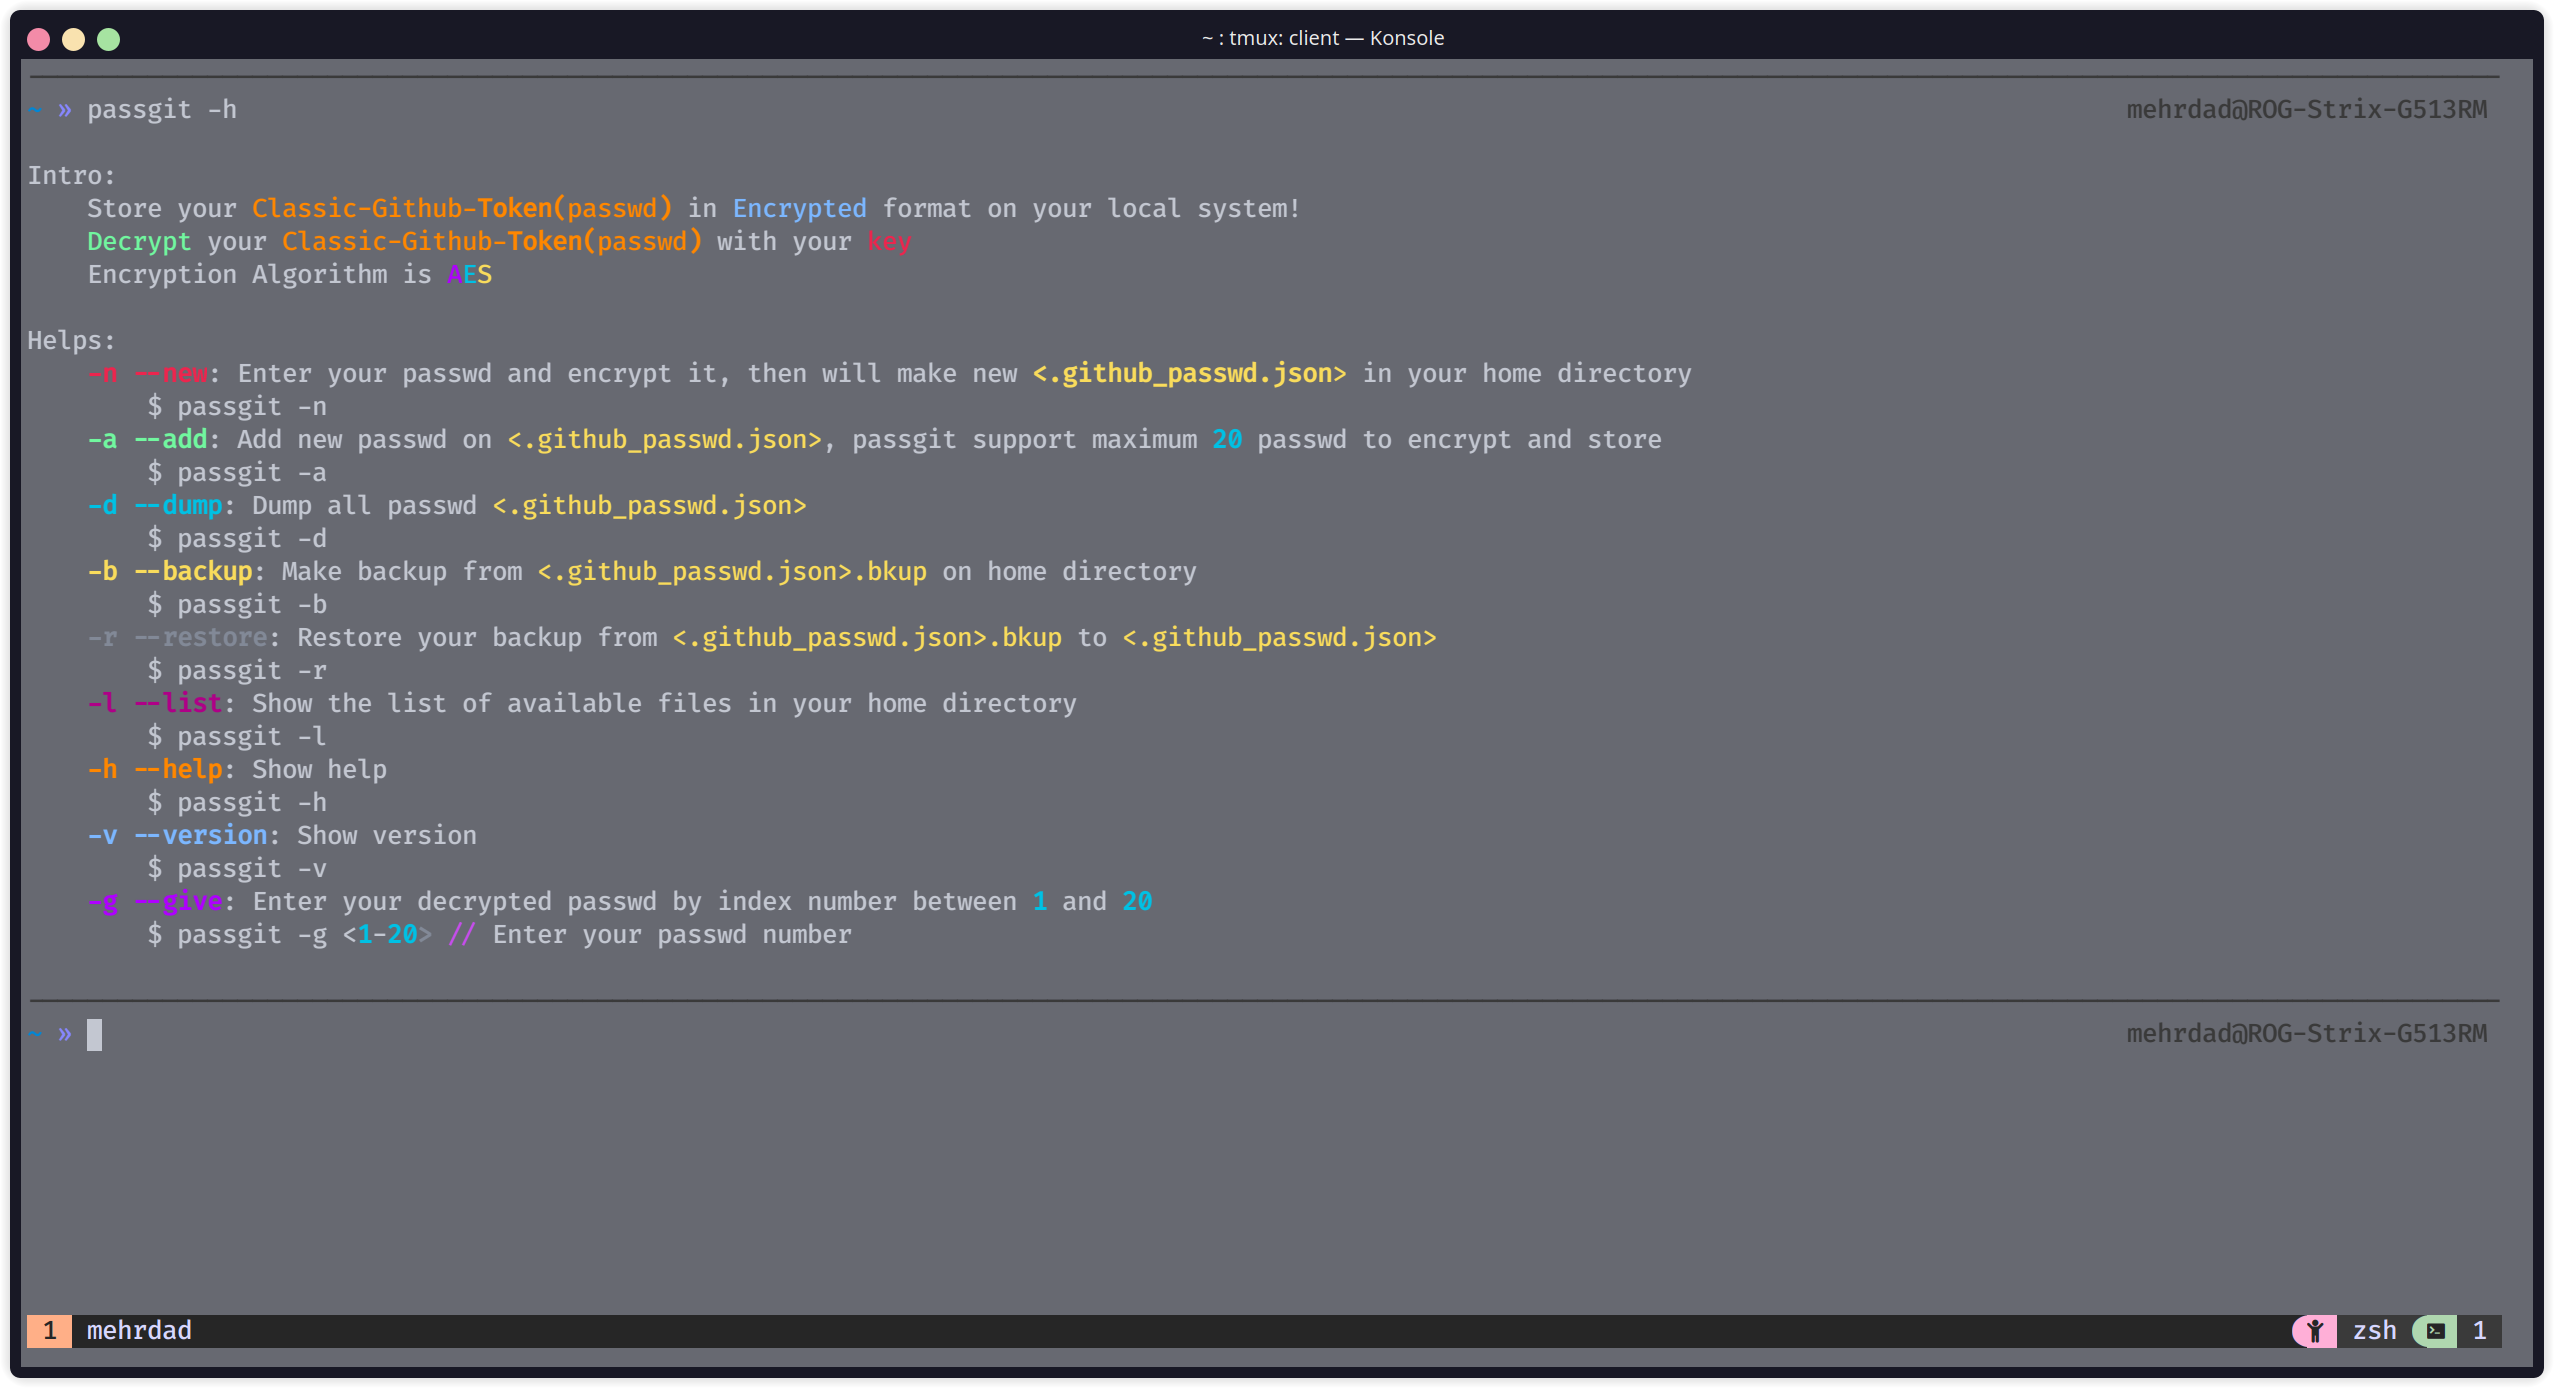 ~ : tmux: client — Konsole
~ » passgit -h mehrdad@ROG-Strix-G513RM
Intro:
Store your Classic-Github-Token(passwd) in Encrypted format on your local system!
Decrypt your Classic-Github-Token(passwd) with your key
Encryption Algorithm is AES
Helps:
-n --new: Enter your passwd and encrypt it, then will make new <.github_passwd.json> in your home directory
$ passgit -n
-a --add: Add new passwd on <.github_passwd.json>, passgit support maximum 20 passwd to encrypt and store
$ passgit -a
-d --dump: Dump all passwd <.github_passwd.json>
$ passgit -d
-b --backup: Make backup from <.github_passwd.json>.bkup on home directory
$ passgit -b
-r --restore: Restore your backup from <.github_passwd.json>.bkup to <.github_passwd.json>
$ passgit -r
-l --list: Show the list of available files in your home directory
$ passgit -l
-h --help: Show help
$ passgit -h
-v --version: Show version
$ passgit -v
-g --give: Enter your decrypted passwd by index number between 1 and 20
$ passgit -g <1-20> // Enter your passwd number
~ » mehrdad@ROG-Strix-G513RM
1 mehrdad zsh 1